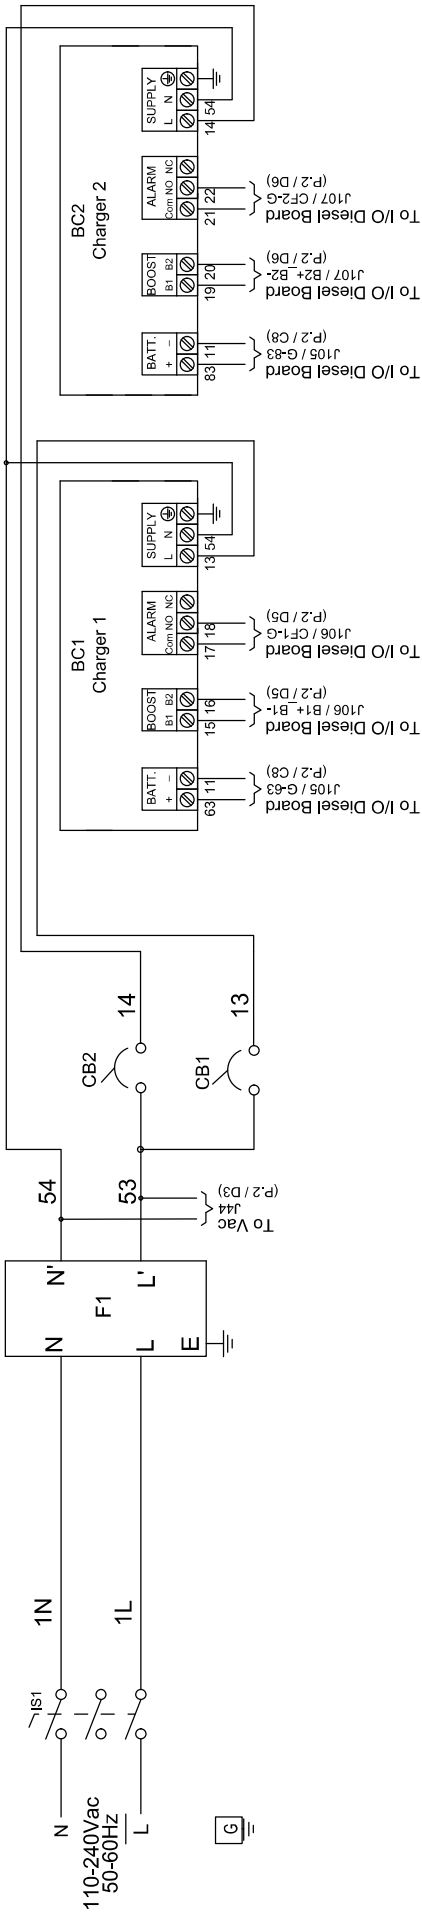 110-240Vac
50-60Hz
N
L
G
IS1
1N
1L
N
L
E
F1
N'
L'
54
53
To Vac
J44
(P.2 / D3)
CB2
CB1
14
13
BC1
Charger 1
BATT.
+ -
63 11
To I/O Diesel Board
J105 / G-63
(P.2 / C8)
BOOST
B1 B2
15 16
To I/O Diesel Board
J106 / B1+_B1-
(P.2 / D5)
ALARM
Com NO NC
17 18
To I/O Diesel Board
J106 / CF1-G
(P.2 / D5)
SUPPLY
L N
13 54
BC2
Charger 2
BATT.
+ -
83 11
To I/O Diesel Board
J105 / G-83
(P.2 / C8)
BOOST
B1 B2
19 20
To I/O Diesel Board
J107 / B2+_B2-
(P.2 / D6)
ALARM
Com NO NC
21 22
To I/O Diesel Board
J107 / CF2-G
(P.2 / D6)
SUPPLY
L N
14 54